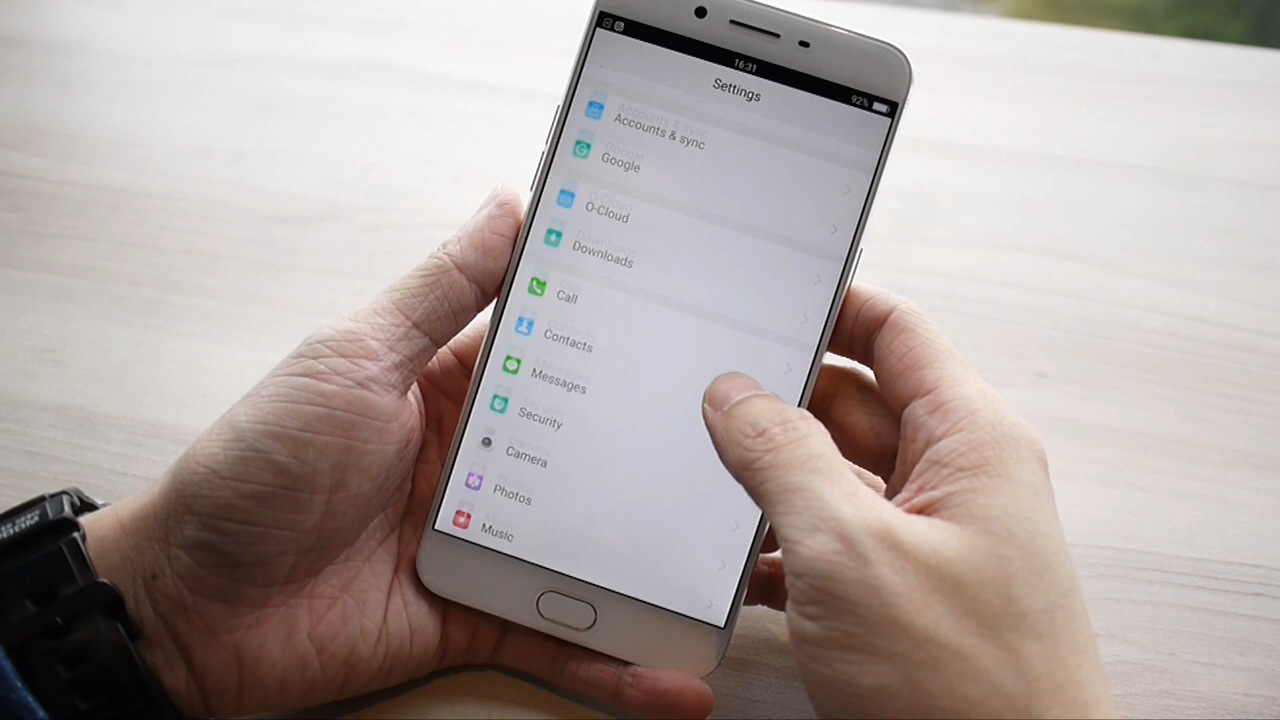 16:31
92%
Settings
Accounts & sync
Google
O-Cloud
Downloads
Call
Contacts
Messages
Security
Camera
Photos
Music